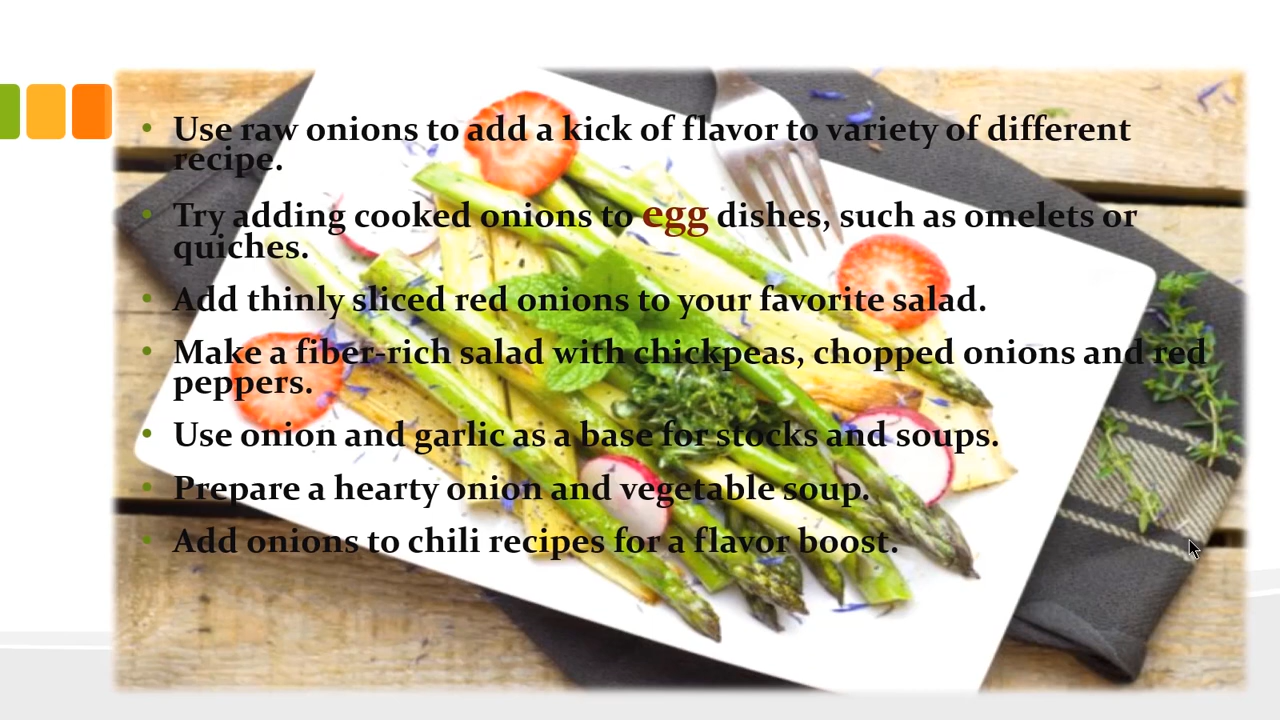 • Use raw onions to add a kick of flavor to variety of different
recipe.
• Try adding cooked onions to egg dishes, such as omelets or
quiches.
• Add thinly sliced red onions to your favorite salad.
• Make a fiber-rich salad with chickpeas, chopped onions and red
peppers.
• Use onion and garlic as a base for stocks and soups.
• Prepare a hearty onion and vegetable soup.
• Add onions to chili recipes for a flavor boost.